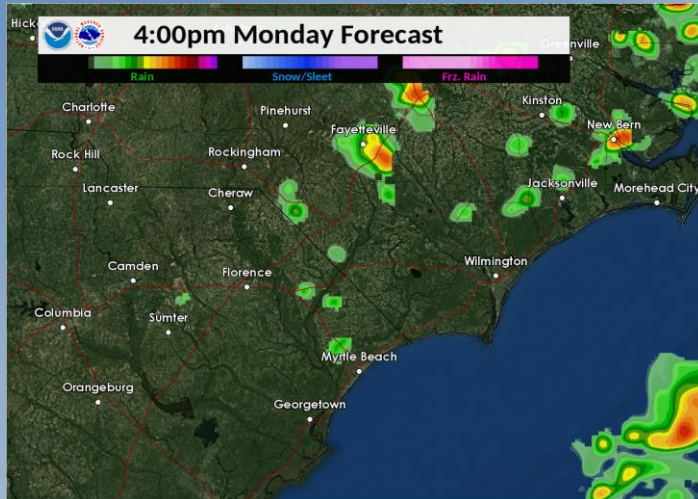 4:00pm Monday Forecast
Rain Snow/Sleet Frz. Rain
Hick
Greenville
Charlotte
Pinehurst
Kinston
Fayetteville
New Bern
Rock Hill
Rockingham
Lancaster
Cheraw
Jacksonville
Morehead City
Camden
Florence
Wilmington
Columbia
Sumter
Myrtle Beach
Orangeburg
Georgetown